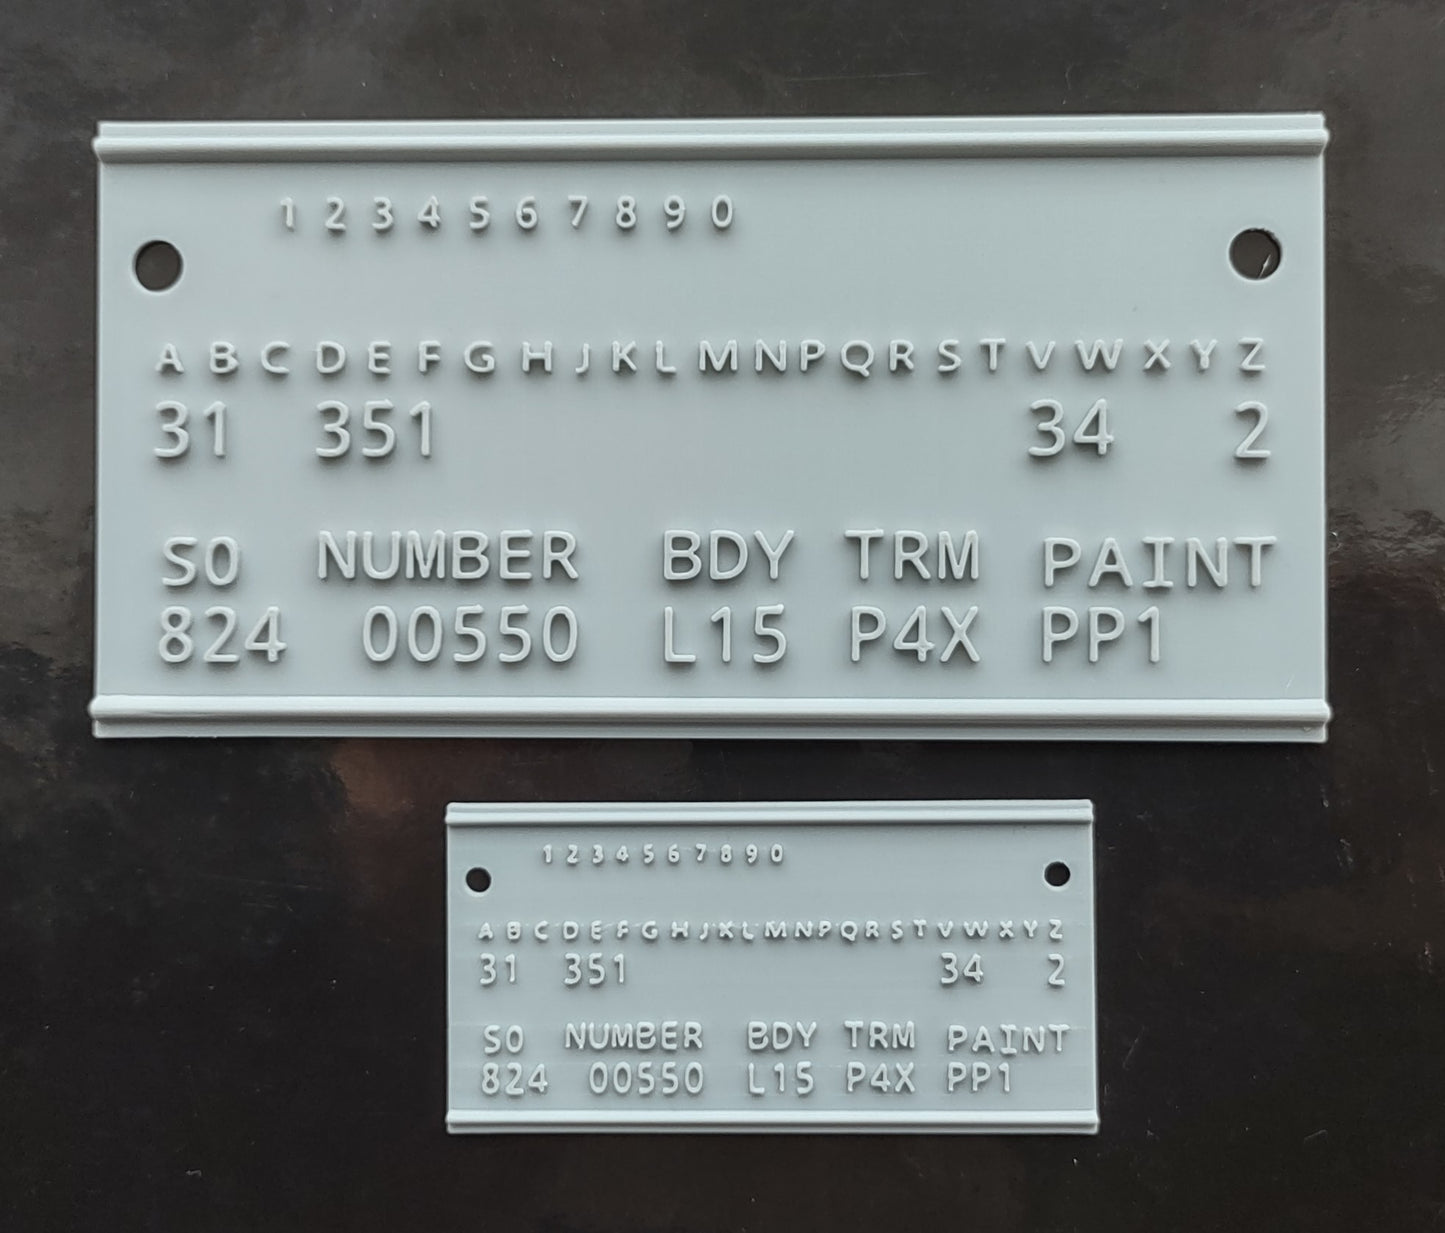 1 2 3 4 5 6 7 8 9 0
A B C D E F G H J K L M N P Q R S T V W X Y Z
31 351 34 2
SO NUMBER BDY TRM PAINT
824 00550 L15 P4X PP1
1 2 3 4 5 6 7 8 9 0
A B C D E F G H J K L M N P Q R S T V W X Y Z
31 351 34 2
SO NUMBER BDY TRM PAINT
824 00550 L15 P4X PP1